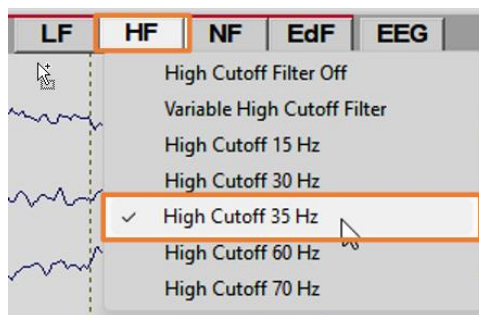 LF HF NF EdF EEG
High Cutoff Filter Off
Variable High Cutoff Filter
High Cutoff 15 Hz
High Cutoff 30 Hz
High Cutoff 35 Hz
High Cutoff 60 Hz
High Cutoff 70 Hz